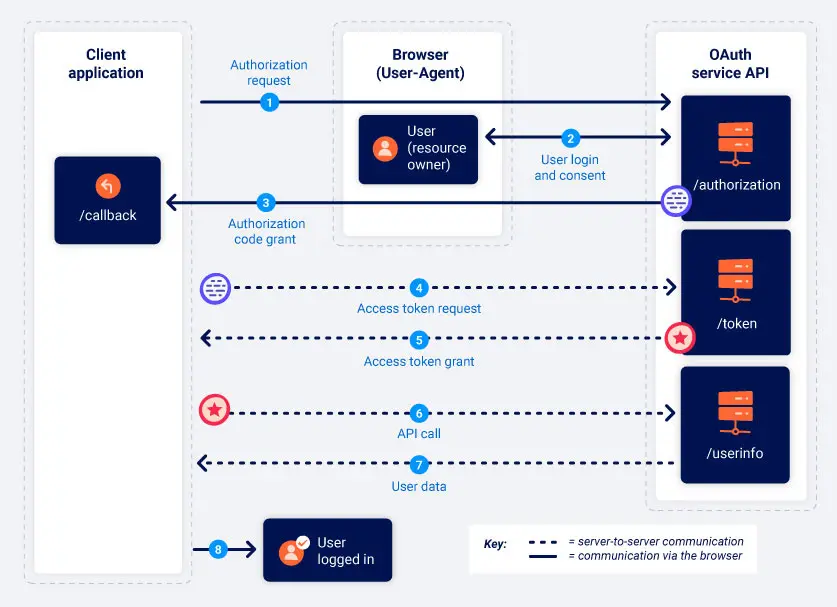 Client
application
Browser
(User-Agent)
OAuth
service API
Authorization
request
1
User
(resource
owner)
2
User login
and consent
/authorization
/callback
3
Authorization
code grant
4
Access token request
/token
5
Access token grant
6
API call
/userinfo
7
User data
8
User
logged in
Key:
= server-to-server communication
= communication via the browser